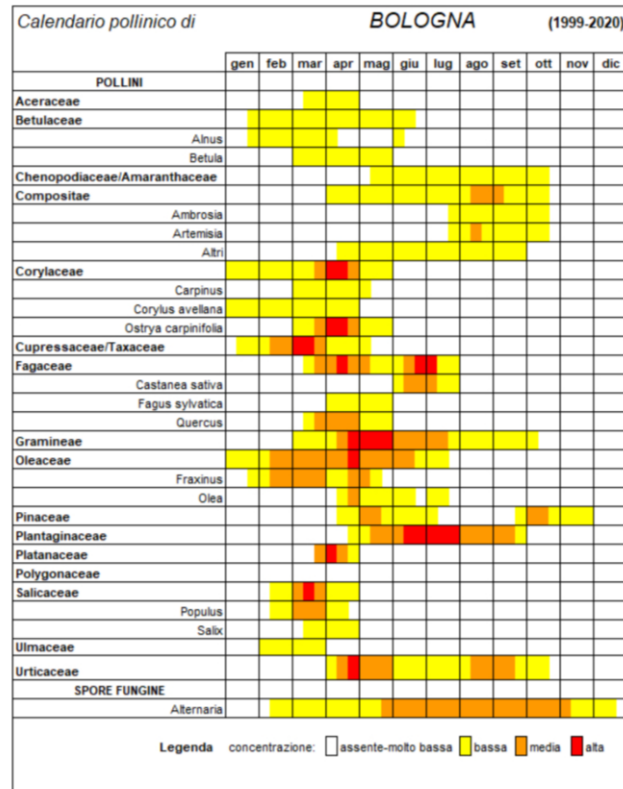 Calendario pollinico di BOLOGNA (1999-2020)
gen feb mar apr mag giu lug ago set ott nov dic
POLLINI
Aceraceae
Betulaceae
Alnus
Betula
Chenopodiaceae/Amaranthaceae
Compositae
Ambrosia
Artemisia
Altri
Corylaceae
Carpinus
Corylus avellana
Ostrya carpinifolia
Cupressaceae/Taxaceae
Fagaceae
Castanea sativa
Fagus sylvatica
Quercus
Gramineae
Oleaceae
Fraxinus
Olea
Pinaceae
Plantaginaceae
Platanaceae
Polygonaceae
Salicaceae
Populus
Salix
Ulmaceae
Urticaceae
SPORE FUNGINE
Alternaria
Legenda concentrazione: assente-molto bassa bassa media alta